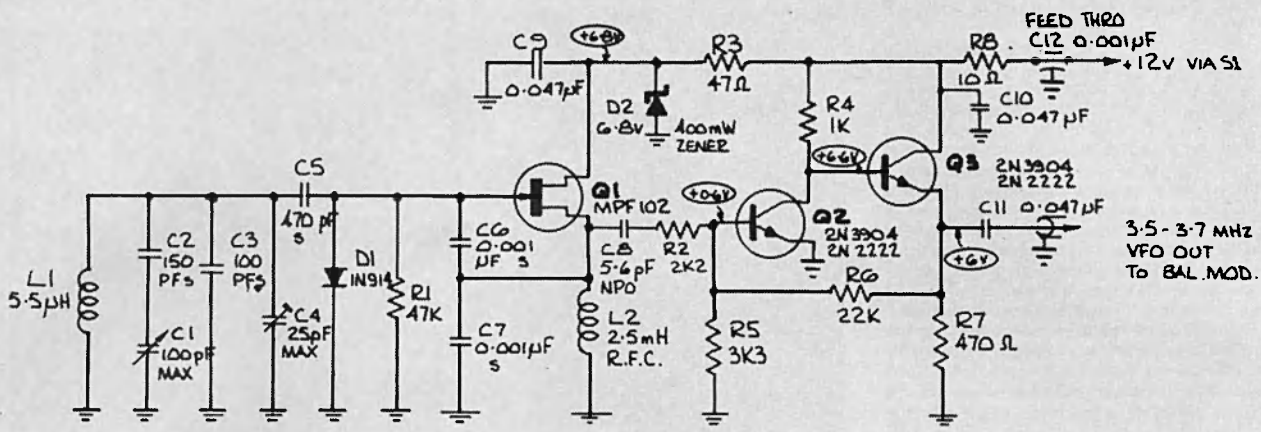 FEED THRO
C12 0.001µF
+12V VIA S1
R8
10Ω
C10
0.047µF
C9
0.047µF
+6.8V
R3
47Ω
D2
6.8V
400mW
ZENER
R4
1K
+6.6V
Q3
2N3904
2N2222
C5
470pF
S
Q1
MPF102
+0.6V
Q2
2N3904
2N2222
C11
0.047µF
+6V
3.5-3.7 MHz
VFO OUT
TO BAL.MOD.
L1
5.5µH
C2
150
PFs
C3
100
PFs
C1
100pF
MAX
C4
25pF
MAX
D1
IN914
R1
47K
C6
0.001
µF S
C8
5.6pF
NPO
R2
2K2
C7
0.001µF
S
L2
2.5mH
R.F.C.
R5
3K3
R6
22K
R7
470Ω